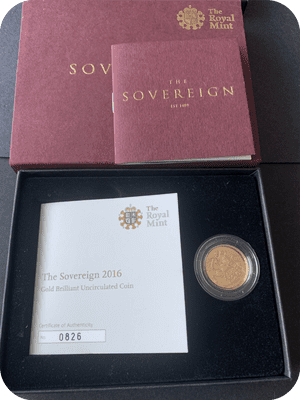 The Royal
Mint
SOVEREIGN
THE
SOVEREIGN
EST 1489
The Royal
Mint
The Sovereign 2016
Gold Brilliant Uncirculated Coin
Certificate of Authenticity
No 0826